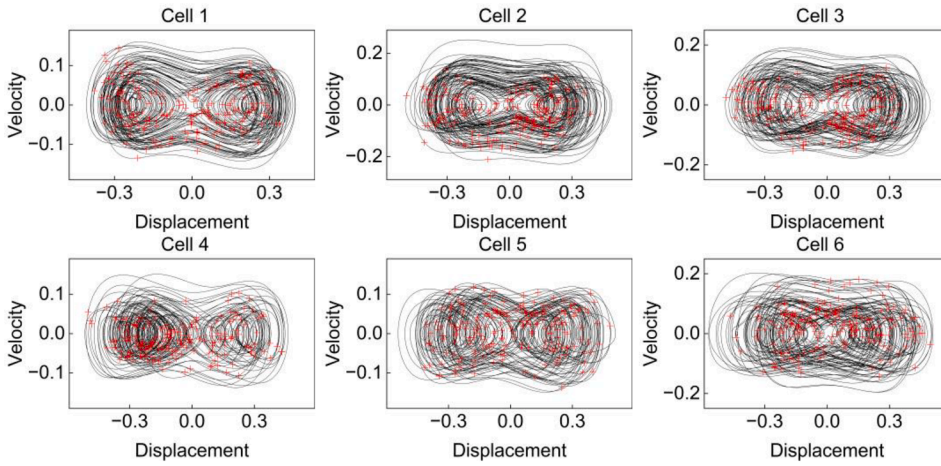 Cell 1 Cell 2 Cell 3
Velocity 0.1 0.0 −0.1 Velocity 0.2 0.0 −0.2 Velocity 0.2 0.0 −0.2
−0.3 0.0 0.3 −0.3 0.0 0.3 −0.3 0.0 0.3
Displacement Displacement Displacement
Cell 4 Cell 5 Cell 6
Velocity 0.1 0.0 −0.1 Velocity 0.1 0.0 −0.1 Velocity 0.2 0.0 −0.2
−0.3 0.0 0.3 −0.3 0.0 0.3 −0.3 0.0 0.3
Displacement Displacement Displacement